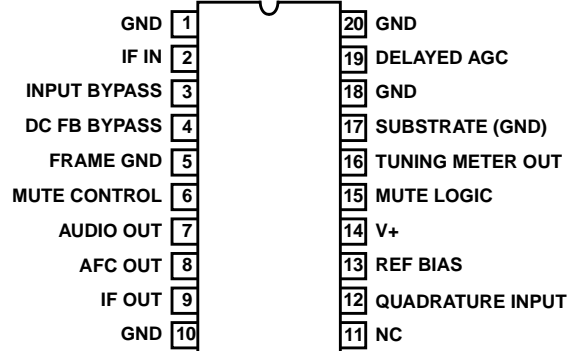 GND 1 20 GND
IF IN 2 19 DELAYED AGC
INPUT BYPASS 3 18 GND
DC FB BYPASS 4 17 SUBSTRATE (GND)
FRAME GND 5 16 TUNING METER OUT
MUTE CONTROL 6 15 MUTE LOGIC
AUDIO OUT 7 14 V+
AFC OUT 8 13 REF BIAS
IF OUT 9 12 QUADRATURE INPUT
GND 10 11 NC